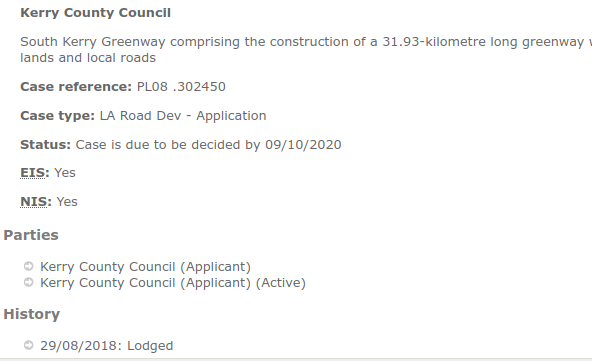 Kerry County Council
South Kerry Greenway comprising the construction of a 31.93-kilometre long greenway
lands and local roads
Case reference: PL08 .302450
Case type: LA Road Dev - Application
Status: Case is due to be decided by 09/10/2020
EIS: Yes
NIS: Yes
Parties
Kerry County Council (Applicant)
Kerry County Council (Applicant) (Active)
History
29/08/2018: Lodged